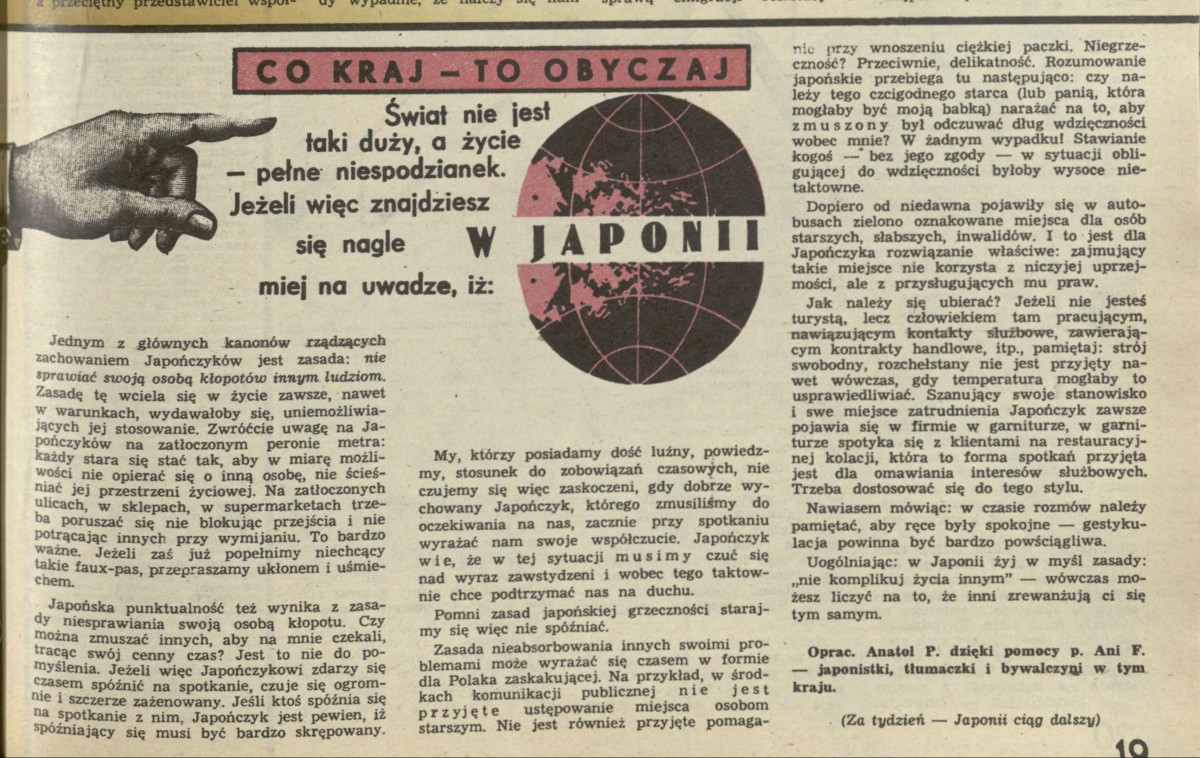 a przeciętny przedstawiciel współ-
CO KRAJ – TO OBYCZAJ
Świat nie jest
taki duży, a życie
– pełne niespodzianek.
Jeżeli więc znajdziesz
się nagle W JAPONII
miej na uwadze, iż:
Jednym z głównych kanonów rządzących
zachowaniem Japończyków jest zasada: nie
sprawiać swoją osobą kłopotów innym ludziom.
Zasadę tę wciela się w życie zawsze, nawet
w warunkach, wydawałoby się, uniemożliwia-
jących jej stosowanie. Zwróćcie uwagę na Ja-
pończyków na zatłoczonym peronie metra:
każdy stara się stać tak, aby w miarę możli-
wości nie opierać się o inną osobę, nie ścieś-
niać jej przestrzeni życiowej. Na zatłoczonych
ulicach, w sklepach, w supermarketach trze-
ba poruszać się nie blokując przejścia i nie
potrącając innych przy wymijaniu. To bardzo
ważne. Jeżeli zaś już popełnimy niechcący
takie faux-pas, przepraszamy ukłonem i uśmie-
chem.
Japońska punktualność też wynika z zasa-
dy niesprawiania swoją osobą kłopotu. Czy
można zmuszać innych, aby na mnie czekali,
tracąc swój cenny czas? Jest to nie do po-
myślenia. Jeżeli więc Japończykowi zdarzy się
czasem spóźnić na spotkanie, czuje się ogrom-
nie i szczerze zażenowany. Jeśli ktoś spóźnia się
na spotkanie z nim, Japończyk jest pewien, iż
spóźniający się musi być bardzo skrępowany.
My, którzy posiadamy dość luźny, powiedz-
my, stosunek do zobowiązań czasowych, nie
czujemy się więc zaskoczeni, gdy dobrze wy-
chowany Japończyk, którego zmusiliśmy do
oczekiwania na nas, zacznie przy spotkaniu
wyrażać nam swoje współczucie. Japończyk
wie, że w tej sytuacji musimy czuć się
nad wyraz zawstydzeni i wobec tego taktow-
nie chce podtrzymać nas na duchu.
Pomni zasad japońskiej grzeczności staraj-
my się więc nie spóźniać.
Zasada nieabsorbowania innych swoimi pro-
blemami może wyrażać się czasem w formie
dla Polaka zaskakującej. Na przykład, w środ-
kach komunikacji publicznej nie jest
przyjęte ustępowanie miejsca osobom
starszym. Nie jest również przyjęte pomaga-
nie przy wnoszeniu ciężkiej paczki. Niegrze-
czność? Przeciwnie, delikatność. Rozumowanie
japońskie przebiega tu następująco: czy na-
leży tego czcigodnego starca (lub panią, która
mogłaby być moją babką) narażać na to, aby
zmuszony był odczuwać dług wdzięczności
wobec mnie? W żadnym wypadku! Stawianie
kogoś — bez jego zgody — w sytuacji obli-
gującej do wdzięczności byłoby wysoce nie-
taktowne.
Dopiero od niedawna pojawiły się w auto-
busach zielono oznakowane miejsca dla osób
starszych, słabszych, inwalidów. I to jest dla
Japończyka rozwiązanie właściwe: zajmujący
takie miejsce nie korzysta z niczyjej uprzej-
mości, ale z przysługujących mu praw.
Jak należy się ubierać? Jeżeli nie jesteś
turystą, lecz człowiekiem tam pracującym,
nawiązującym kontakty służbowe, zawierają-
cym kontrakty handlowe, itp., pamiętaj: strój
swobodny, rozchełstany nie jest przyjęty na-
wet wówczas, gdy temperatura mogłaby to
usprawiedliwiać. Szanujący swoje stanowisko
i swe miejsce zatrudnienia Japończyk zawsze
pojawia się w firmie w garniturze, w garni-
turze spotyka się z klientami na restauracyj-
nej kolacji, która to forma spotkań przyjęta
jest dla omawiania interesów służbowych.
Trzeba dostosować się do tego stylu.
Nawiasem mówiąc: w czasie rozmów należy
pamiętać, aby ręce były spokojne — gestyku-
lacja powinna być bardzo powściągliwa.
Uogólniając: w Japonii żyj w myśl zasady:
„nie komplikuj życia innym” — wówczas mo-
żesz liczyć na to, że inni zrewanżują ci się
tym samym.
Oprac. Anatol P. dzięki pomocy p. Ani F.
— japonistki, tłumaczki i bywalczyni w tym
kraju.
(Za tydzień — Japonii ciąg dalszy)
19